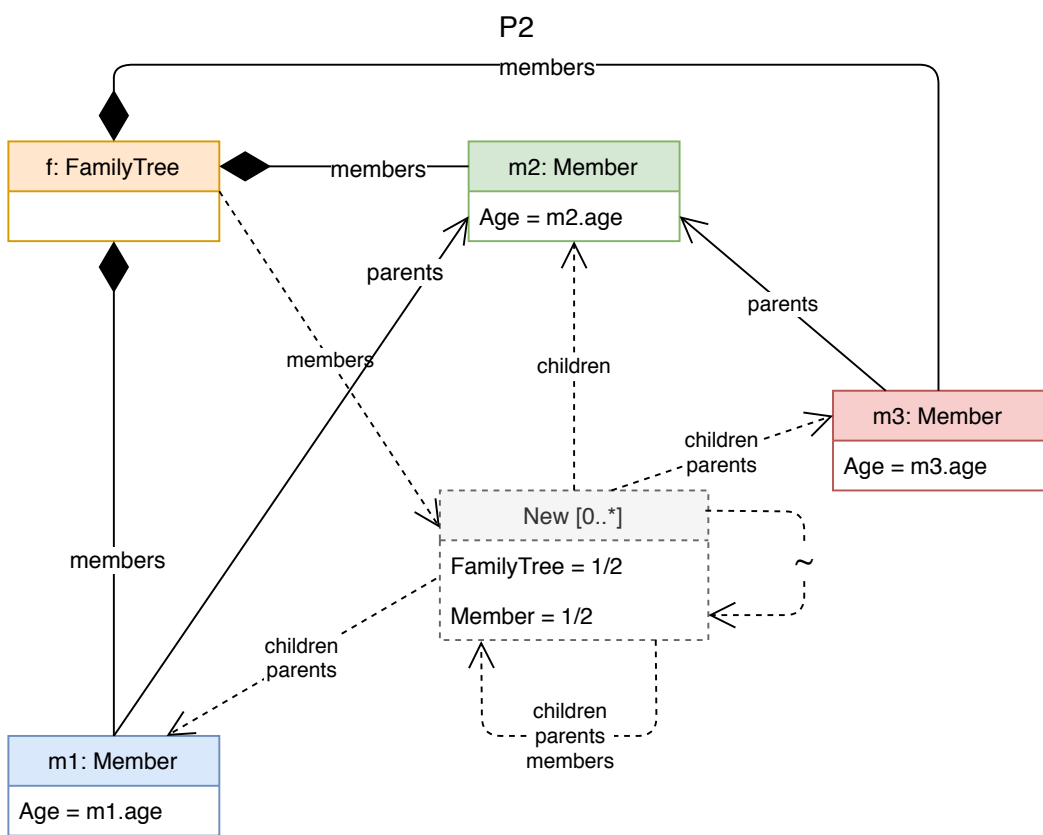 P2
members
f: FamilyTree
members
m2: Member
Age = m2.age
parents
parents
members
children
m3: Member
Age = m3.age
children
parents
New [0..*]
FamilyTree = 1/2
Member = 1/2
~
members
children
parents
children
parents
members
m1: Member
Age = m1.age